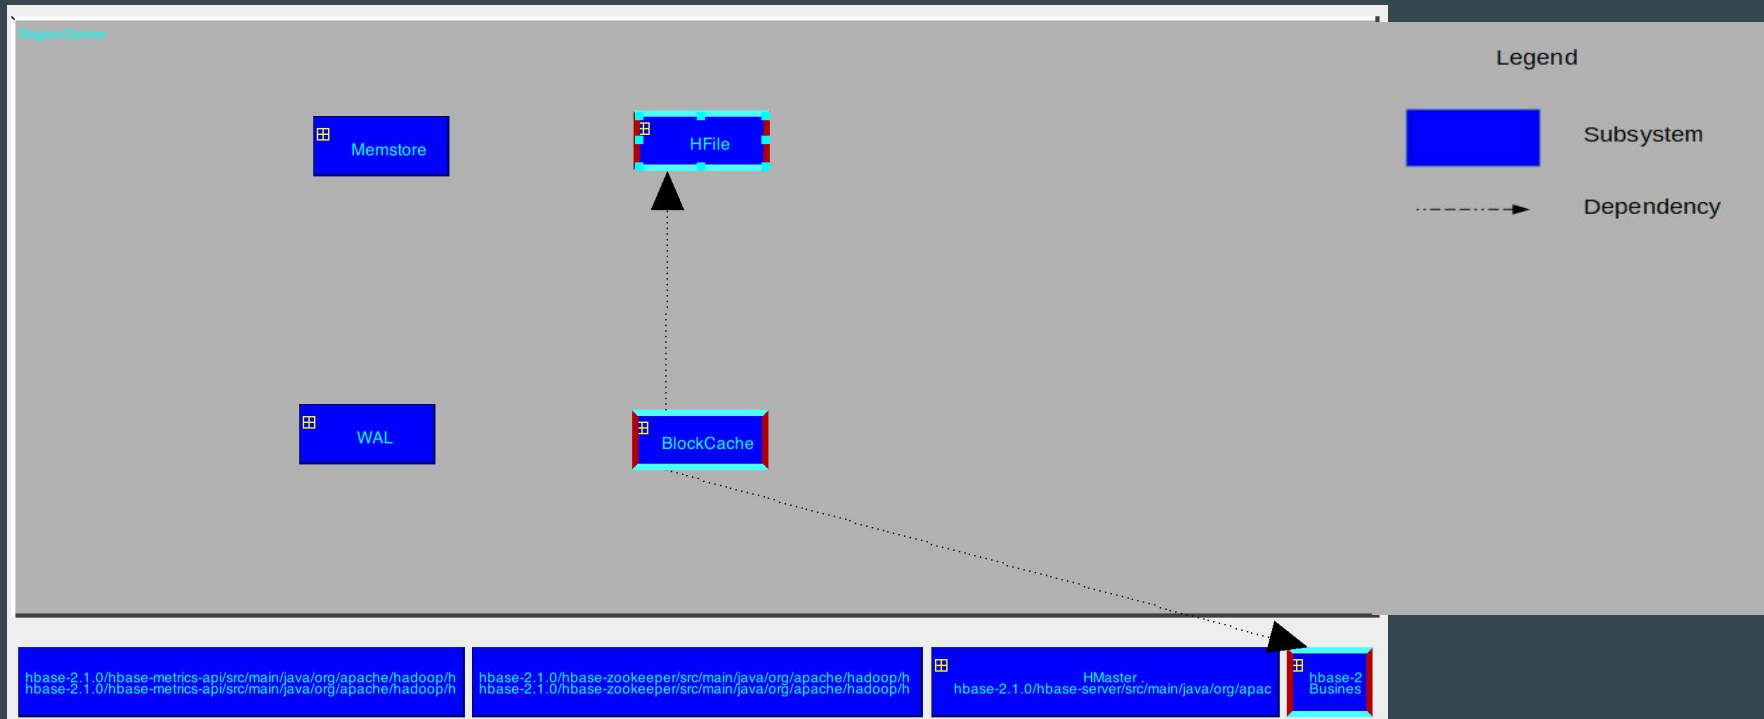 RegionServer
Legend
Memstore
HFile
Subsystem
Dependency
WAL
BlockCache
hbase-2.1.0/hbase-metrics-api/src/main/java/org/apache/hadoop/h
hbase-2.1.0/hbase-metrics-api/src/main/java/org/apache/hadoop/h
hbase-2.1.0/hbase-zookeeper/src/main/java/org/apache/hadoop/h
hbase-2.1.0/hbase-zookeeper/src/main/java/org/apache/hadoop/h
HMaster .
hbase-2.1.0/hbase-server/src/main/java/org/apac
hbase-2
Busines